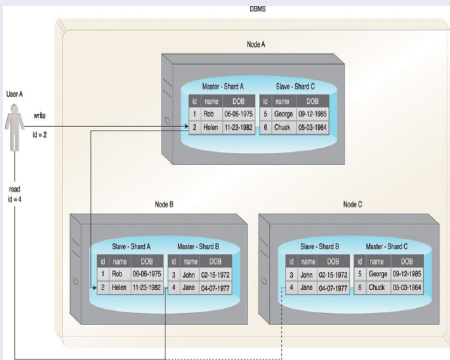 DBMS
Node A
User A
Master - Shard A Slave - Shard C
id name DOB id name DOB
1 Rob 06-06-1975 5 George 09-12-1985
2 Helen 11-23-1982 6 Chuck 05-03-1964
write
id = 2
read
id = 4
Node B Node C
Slave - Shard A Master - Shard B
id name DOB id name DOB
1 Rob 06-06-1975 3 John 02-15-1972
2 Helen 11-23-1982 4 Jane 04-07-1977
Slave - Shard B Master - Shard C
id name DOB id name DOB
3 John 02-15-1972 5 George 09-12-1985
4 Jane 04-07-1977 6 Chuck 05-03-1964